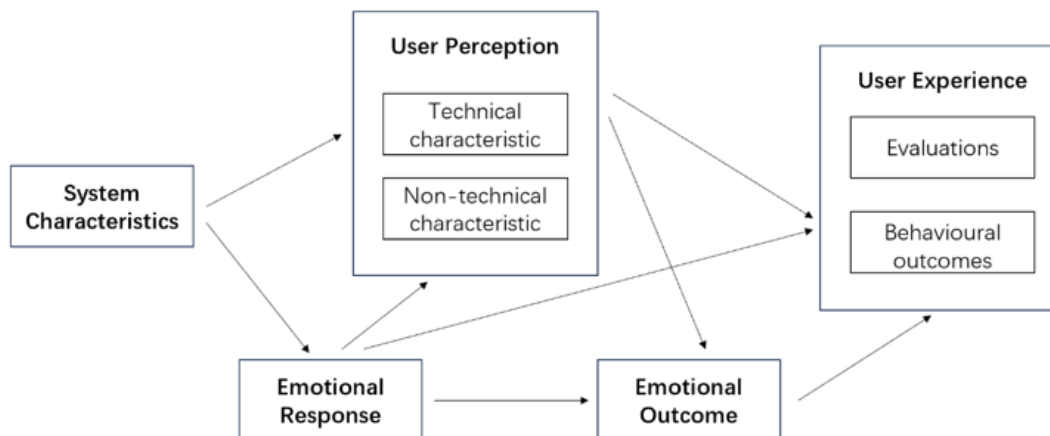 User Perception
Technical
characteristic
Non-technical
characteristic
System
Characteristics
User Experience
Evaluations
Behavioural
outcomes
Emotional
Response
Emotional
Outcome